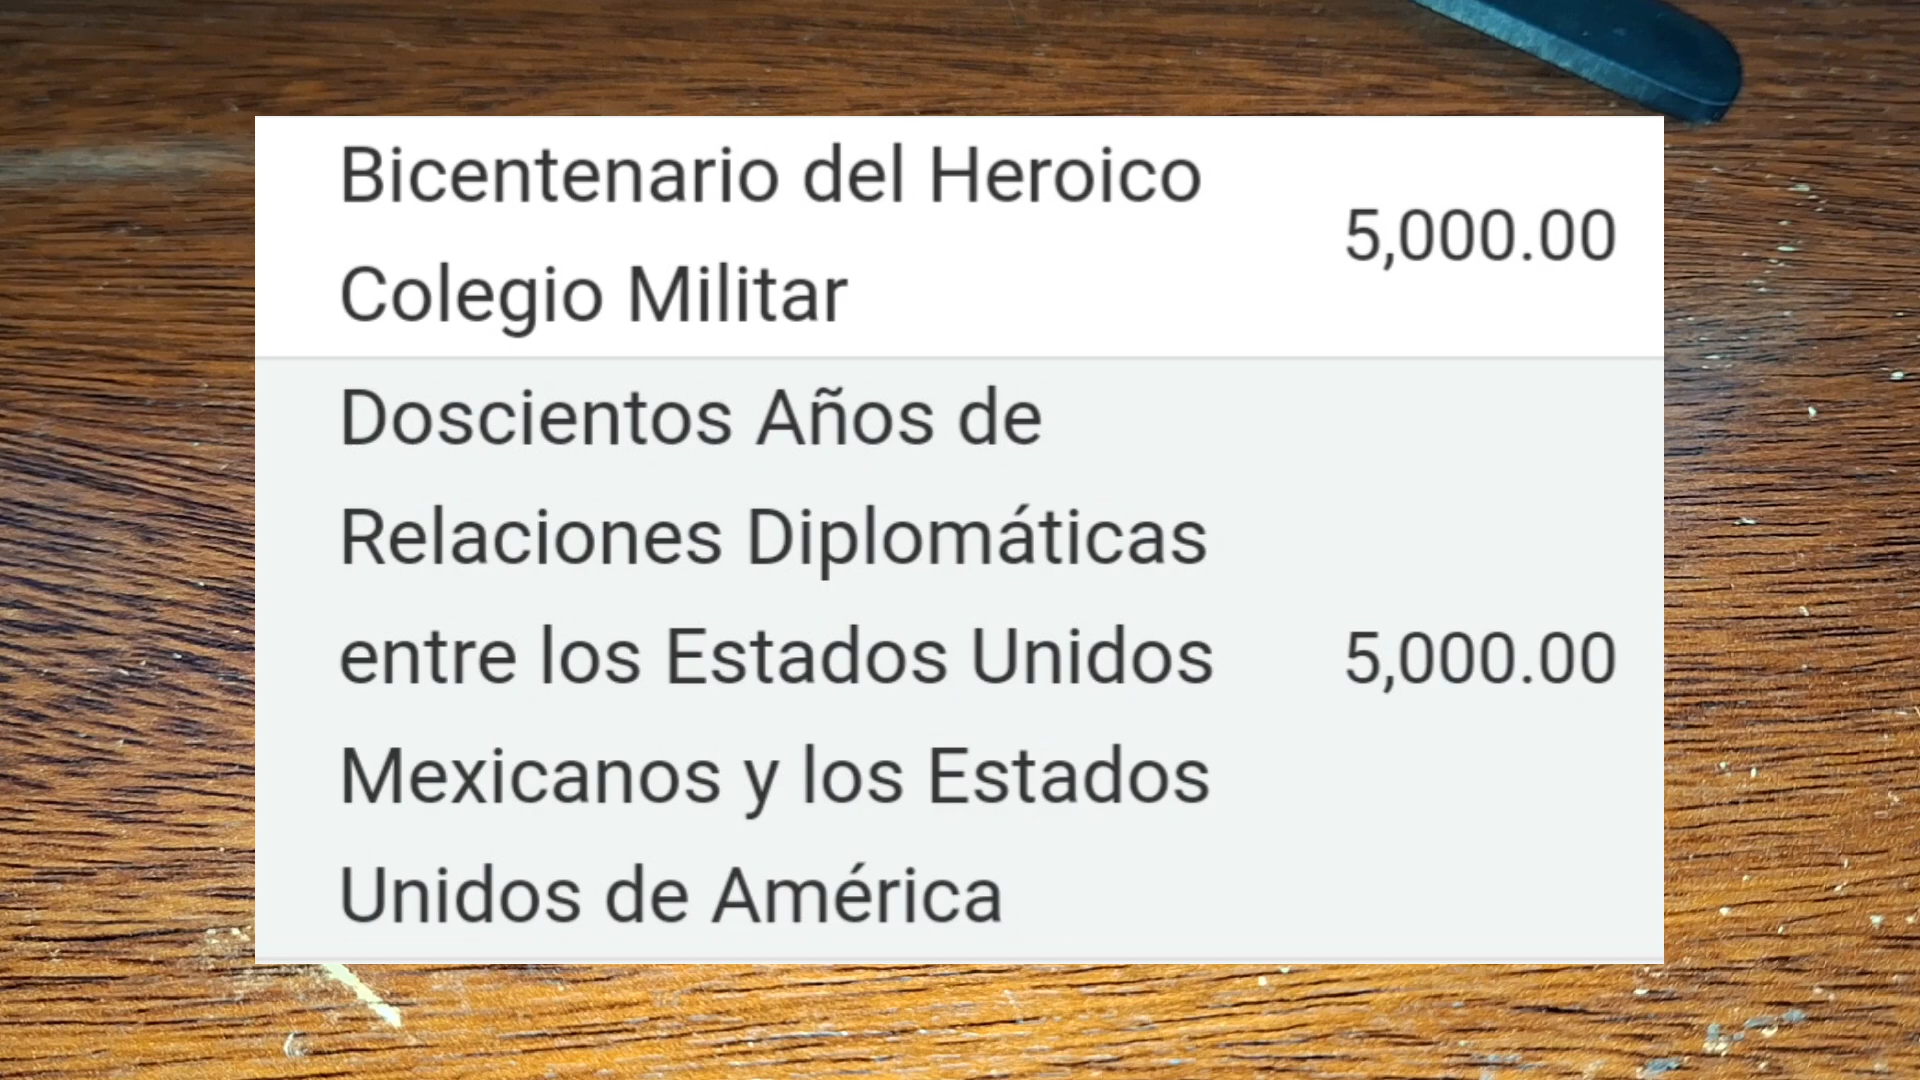 Bicentenario del Heroico
Colegio Militar
5,000.00
Doscientos Años de
Relaciones Diplomáticas
entre los Estados Unidos
Mexicanos y los Estados
Unidos de América
5,000.00